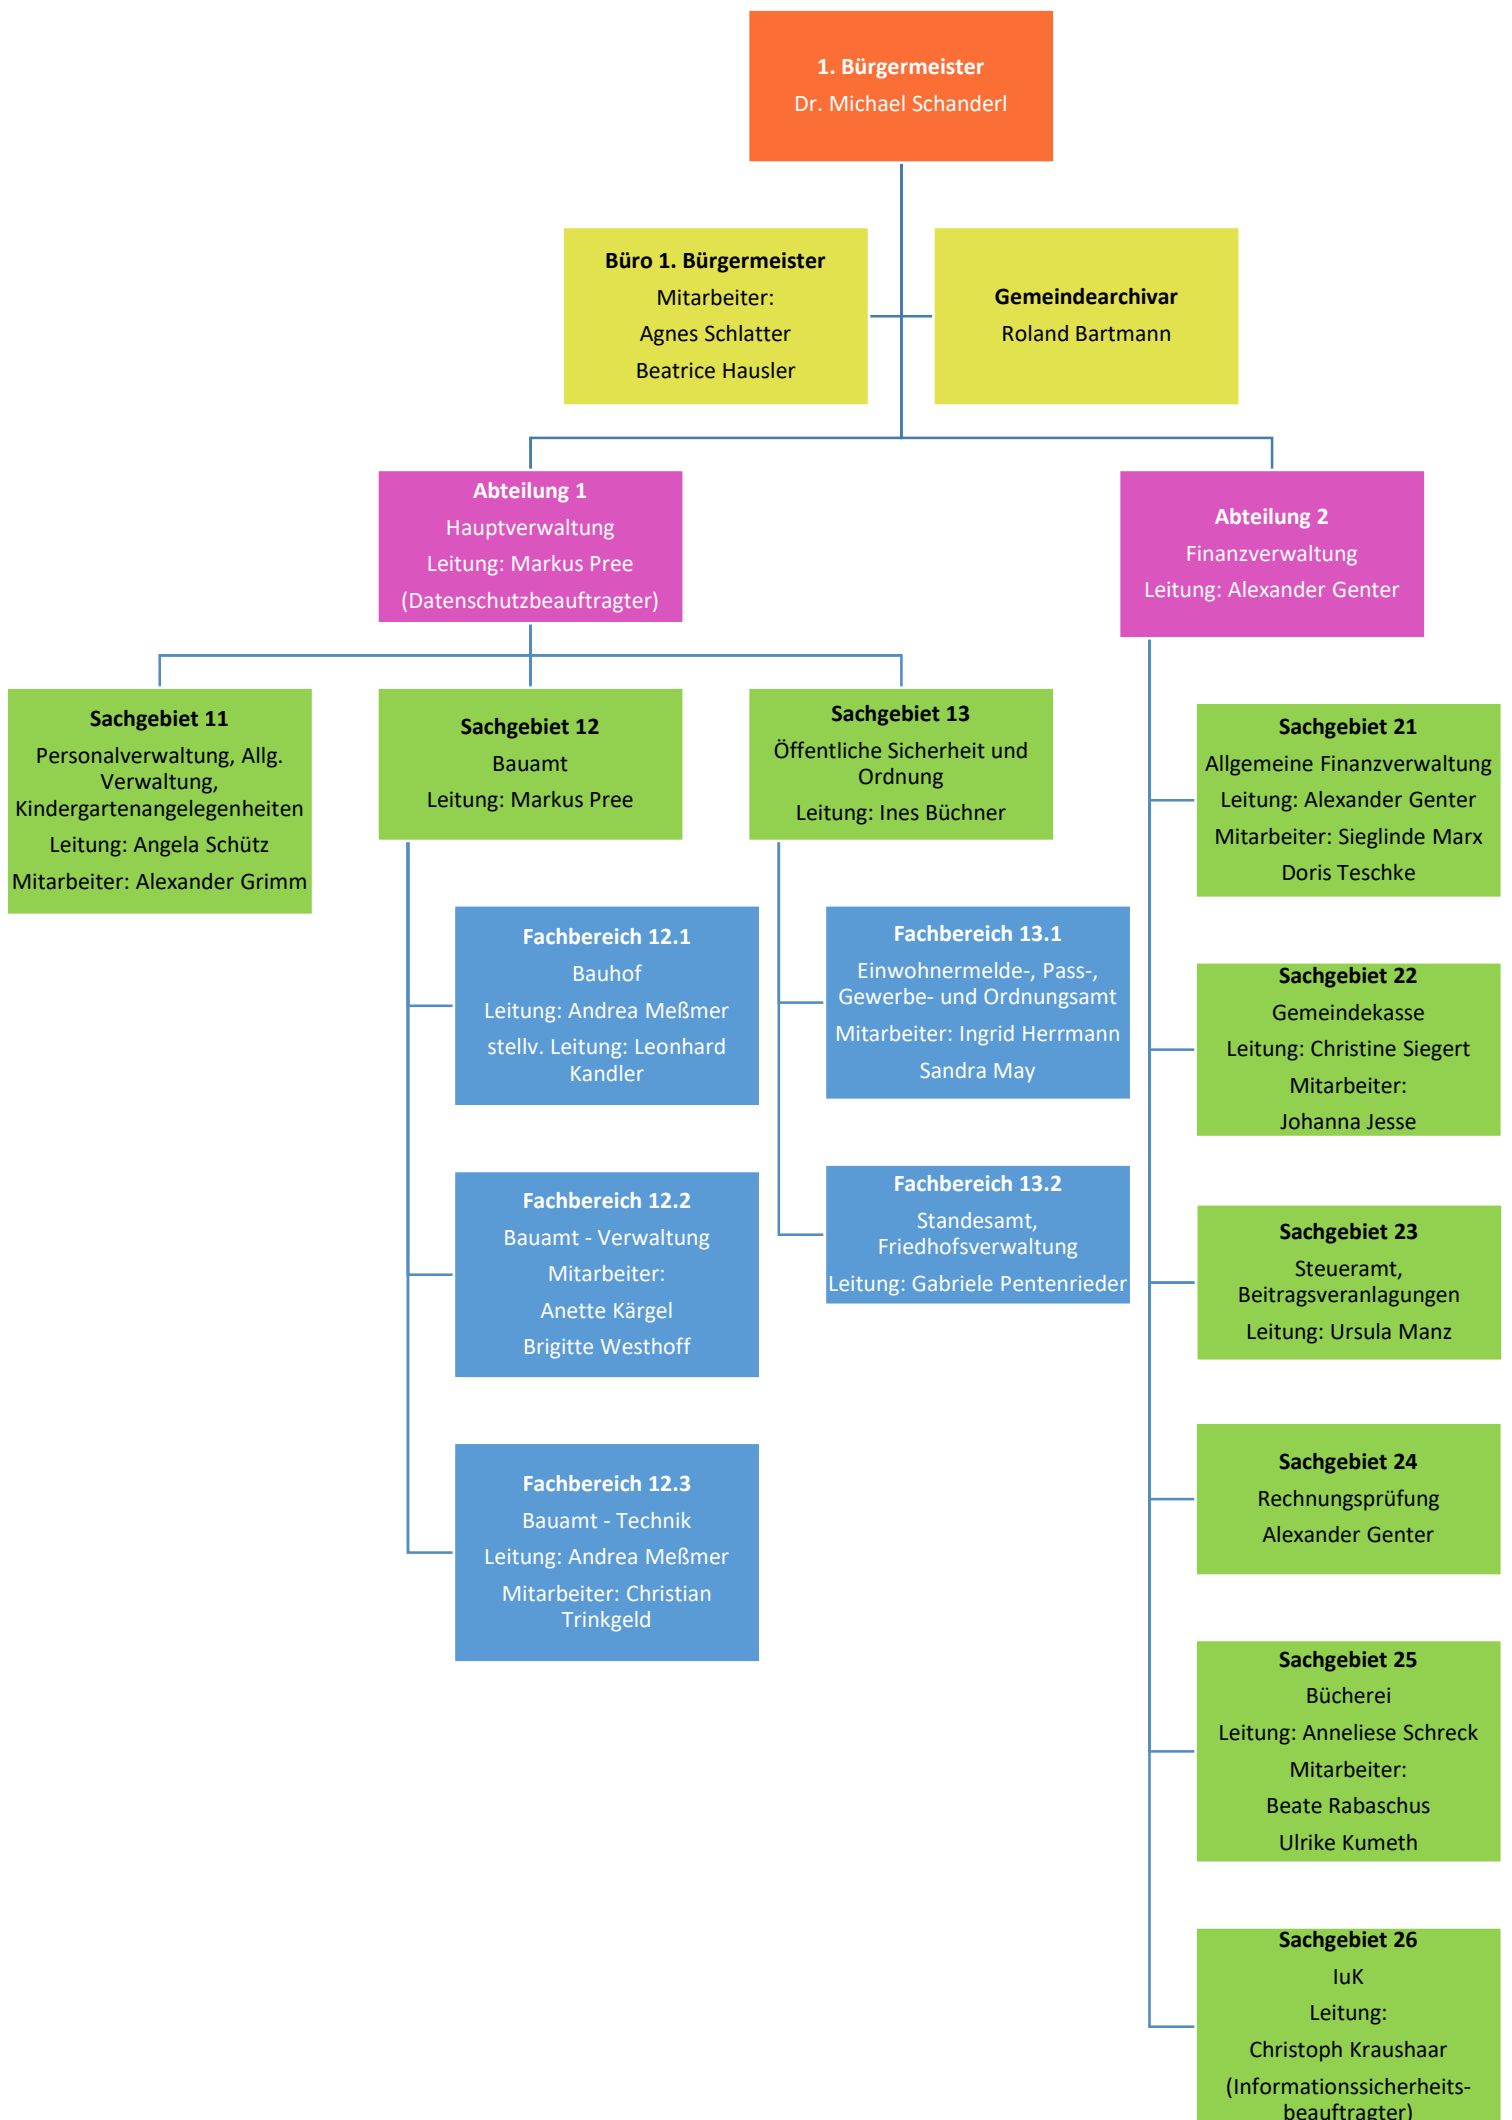 1. Bürgermeister
Dr. Michael Schanderl
Büro 1. Bürgermeister
Mitarbeiter:
Agnes Schlatter
Beatrice Hausler
Gemeindearchivar
Roland Bartmann
Abteilung 1
Hauptverwaltung
Leitung: Markus Pree
(Datenschutzbeauftragter)
Abteilung 2
Finanzverwaltung
Leitung: Alexander Genter
Sachgebiet 11
Personalverwaltung, Allg.
Verwaltung,
Kindergartenangelegenheiten
Leitung: Angela Schütz
Mitarbeiter: Alexander Grimm
Sachgebiet 12
Bauamt
Leitung: Markus Pree
Sachgebiet 13
Öffentliche Sicherheit und
Ordnung
Leitung: Ines Büchner
Fachbereich 12.1
Bauhof
Leitung: Andrea Meßmer
stellv. Leitung: Leonhard
Kandler
Fachbereich 12.2
Bauamt - Verwaltung
Mitarbeiter:
Anette Kärgel
Brigitte Westhoff
Fachbereich 12.3
Bauamt - Technik
Leitung: Andrea Meßmer
Mitarbeiter: Christian
Trinkgeld
Fachbereich 13.1
Einwohnermelde-, Pass-,
Gewerbe- und Ordnungsamt
Mitarbeiter: Ingrid Herrmann
Sandra May
Fachbereich 13.2
Standesamt,
Friedhofsverwaltung
Leitung: Gabriele Pentenrieder
Sachgebiet 21
Allgemeine Finanzverwaltung
Leitung: Alexander Genter
Mitarbeiter: Sieglinde Marx
Doris Teschke
Sachgebiet 22
Gemeindekasse
Leitung: Christine Siegert
Mitarbeiter:
Johanna Jesse
Sachgebiet 23
Steueramt,
Beitragsveranlagungen
Leitung: Ursula Manz
Sachgebiet 24
Rechnungsprüfung
Alexander Genter
Sachgebiet 25
Bücherei
Leitung: Anneliese Schreck
Mitarbeiter:
Beate Rabaschus
Ulrike Kumeth
Sachgebiet 26
IuK
Leitung:
Christoph Kraushaar
(Informationssicherheits-
beauftragter)